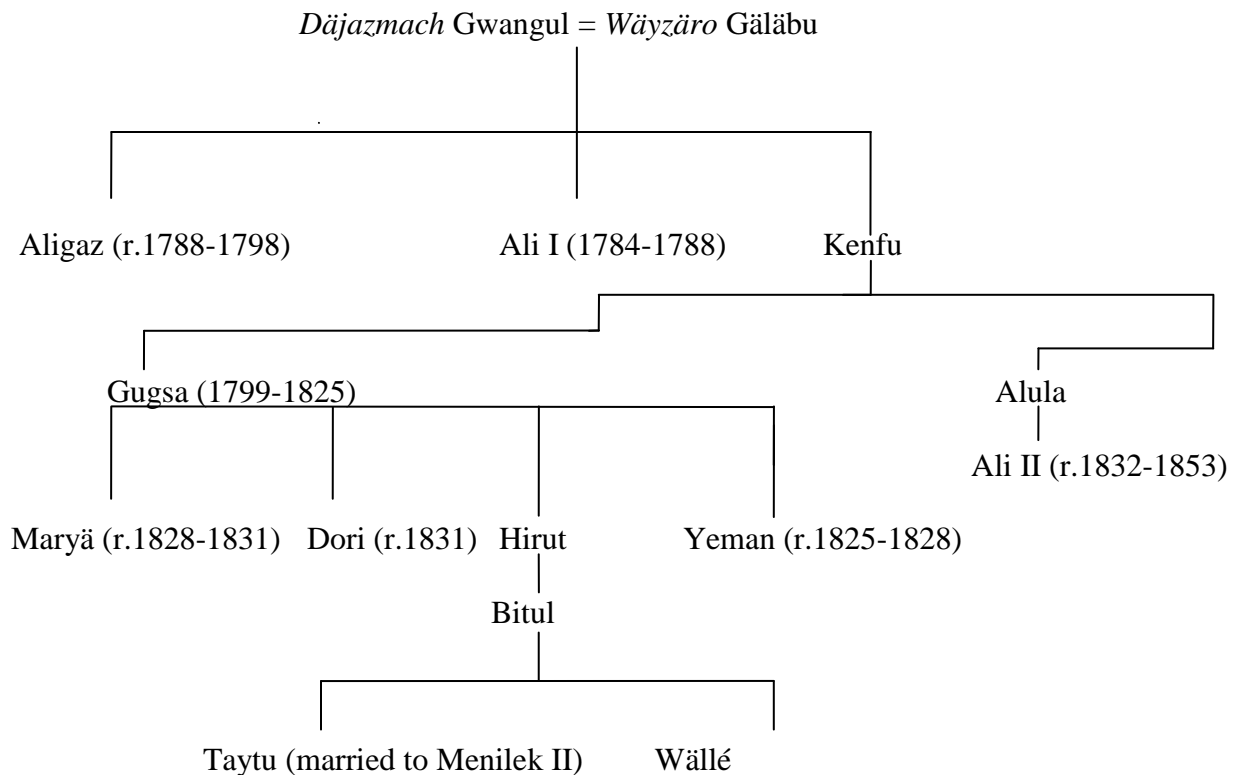 Däjazmach Gwangul = Wäyzäro Gäläbu
Aligaz (r.1788-1798) Ali I (1784-1788) Kenfu
Gugsa (1799-1825) Alula
Ali II (r.1832-1853)
Maryä (r.1828-1831) Dori (r.1831) Hirut Yeman (r.1825-1828)
Bitul
Taytu (married to Menilek II) Wällé